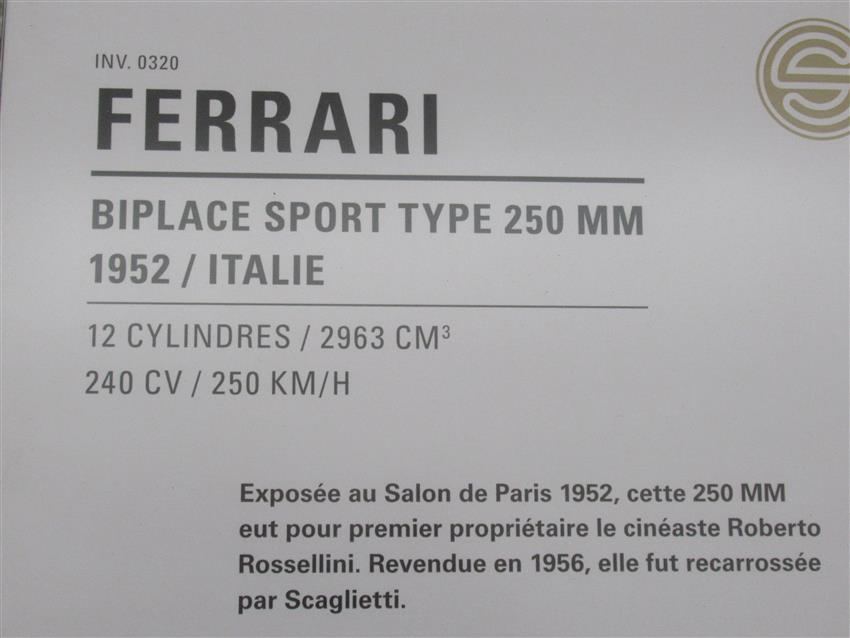 INV. 0320
FERRARI
BIPLACE SPORT TYPE 250 MM
1952 / ITALIE
12 CYLINDRES / 2963 CM³
240 CV / 250 KM/H
Exposée au Salon de Paris 1952, cette 250 MM
eut pour premier propriétaire le cinéaste Roberto
Rossellini. Revendue en 1956, elle fut recarrossée
par Scaglietti.